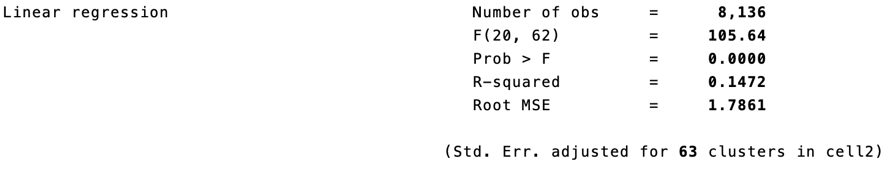 Linear regression Number of obs = 8,136
F(20, 62) = 105.64
Prob > F = 0.0000
R-squared = 0.1472
Root MSE = 1.7861
(Std. Err. adjusted for 63 clusters in cell2)